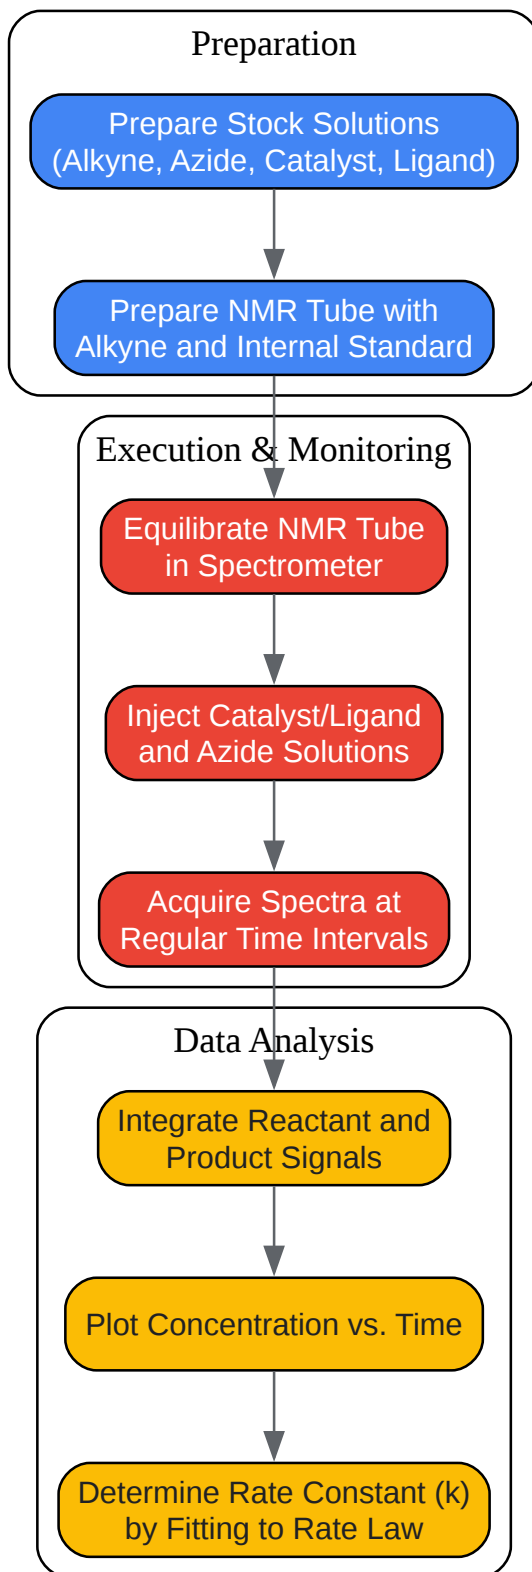 Preparation
Prepare Stock Solutions
(Alkyne, Azide, Catalyst, Ligand)
Prepare NMR Tube with
Alkyne and Internal Standard
Execution & Monitoring
Equilibrate NMR Tube
in Spectrometer
Inject Catalyst/Ligand
and Azide Solutions
Acquire Spectra at
Regular Time Intervals
Data Analysis
Integrate Reactant and
Product Signals
Plot Concentration vs. Time
Determine Rate Constant (k)
by Fitting to Rate Law